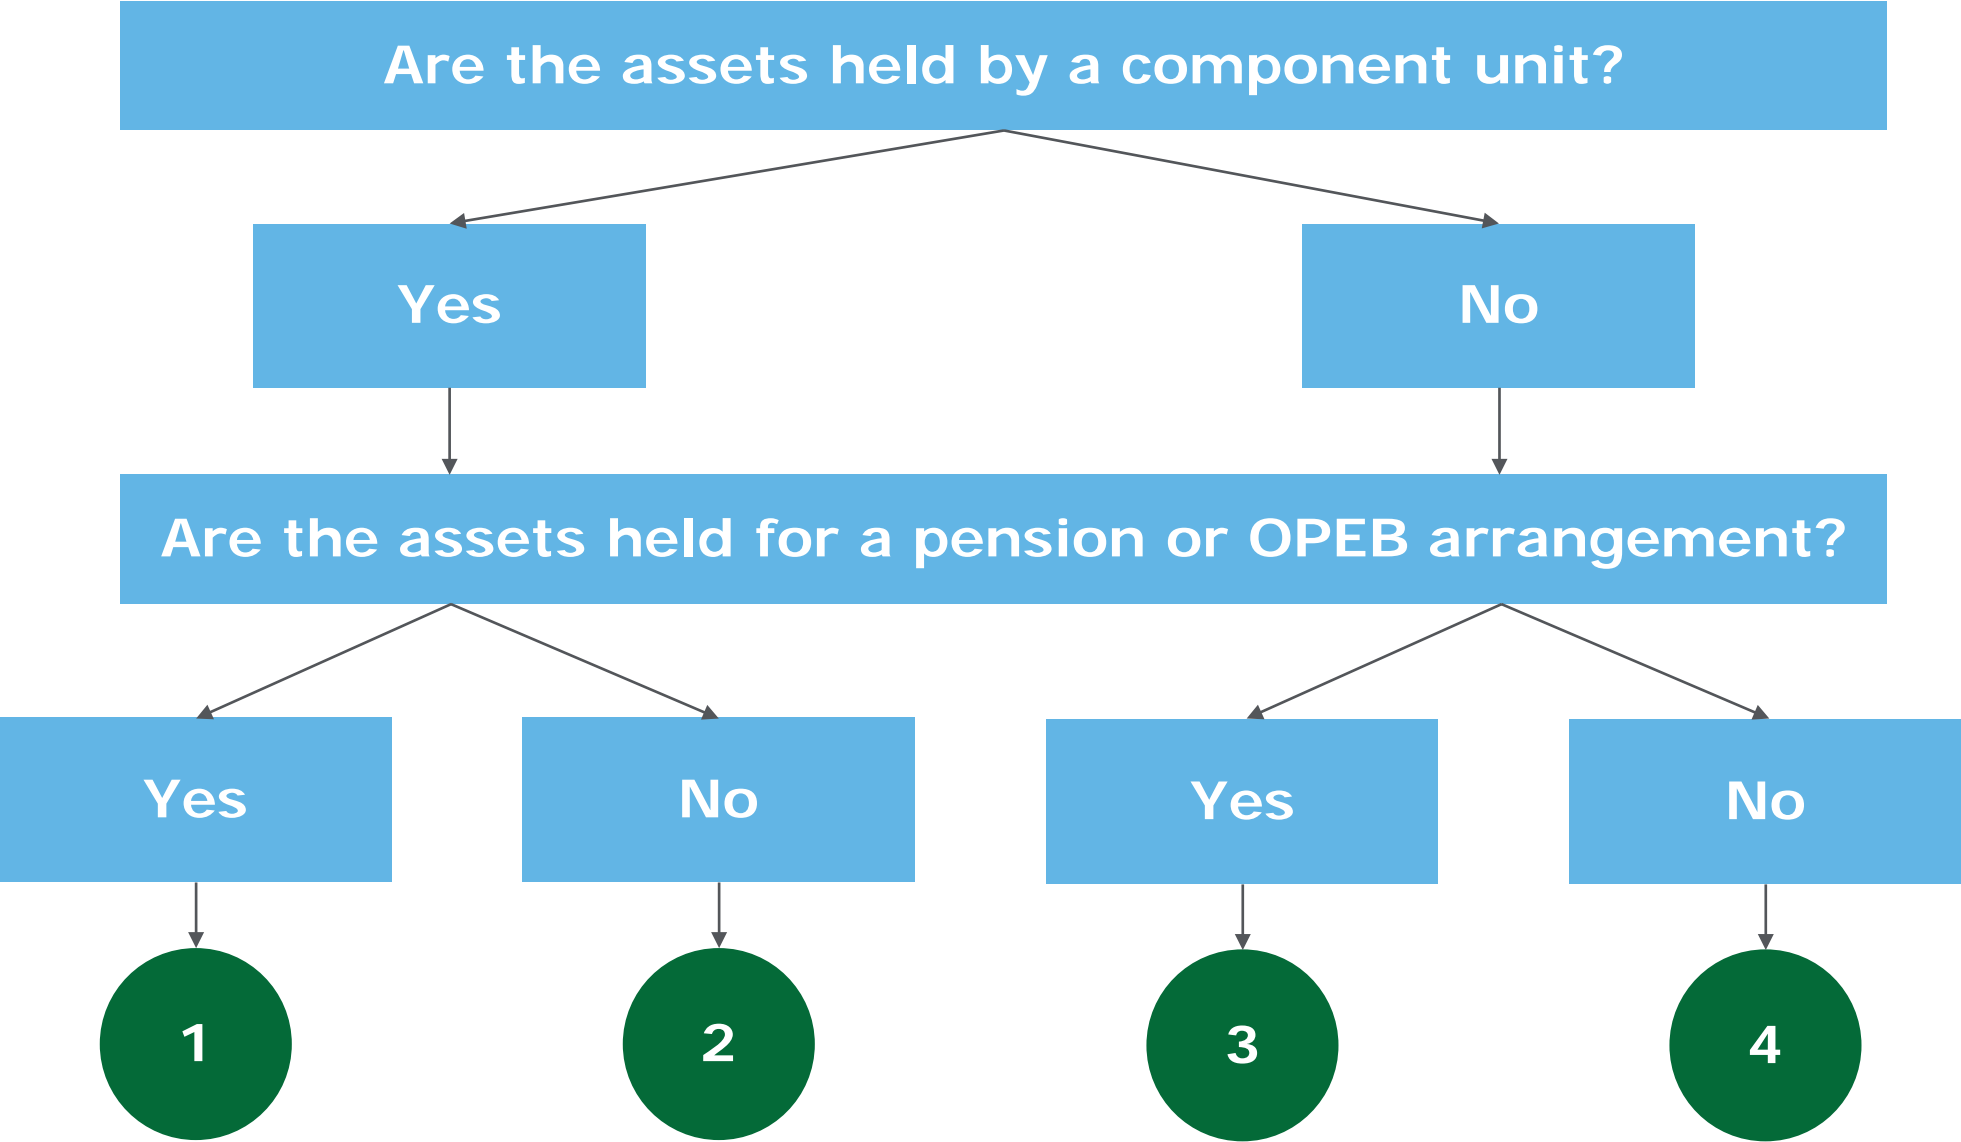 Are the assets held by a component unit?
Yes
No
Are the assets held for a pension or OPEB arrangement?
Yes
No
Yes
No
1
2
3
4